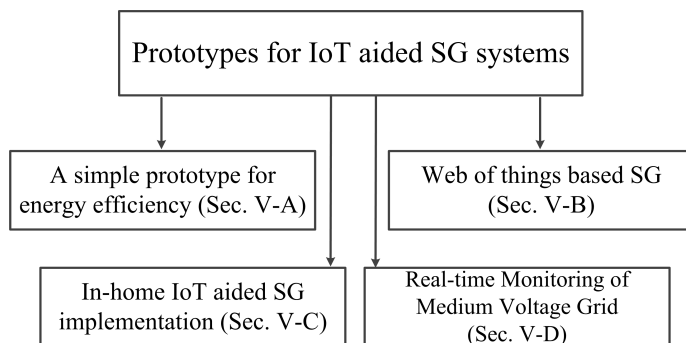 Prototypes for IoT aided SG systems
A simple prototype for
energy efficiency (Sec. V-A)
Web of things based SG
(Sec. V-B)
In-home IoT aided SG
implementation (Sec. V-C)
Real-time Monitoring of
Medium Voltage Grid
(Sec. V-D)